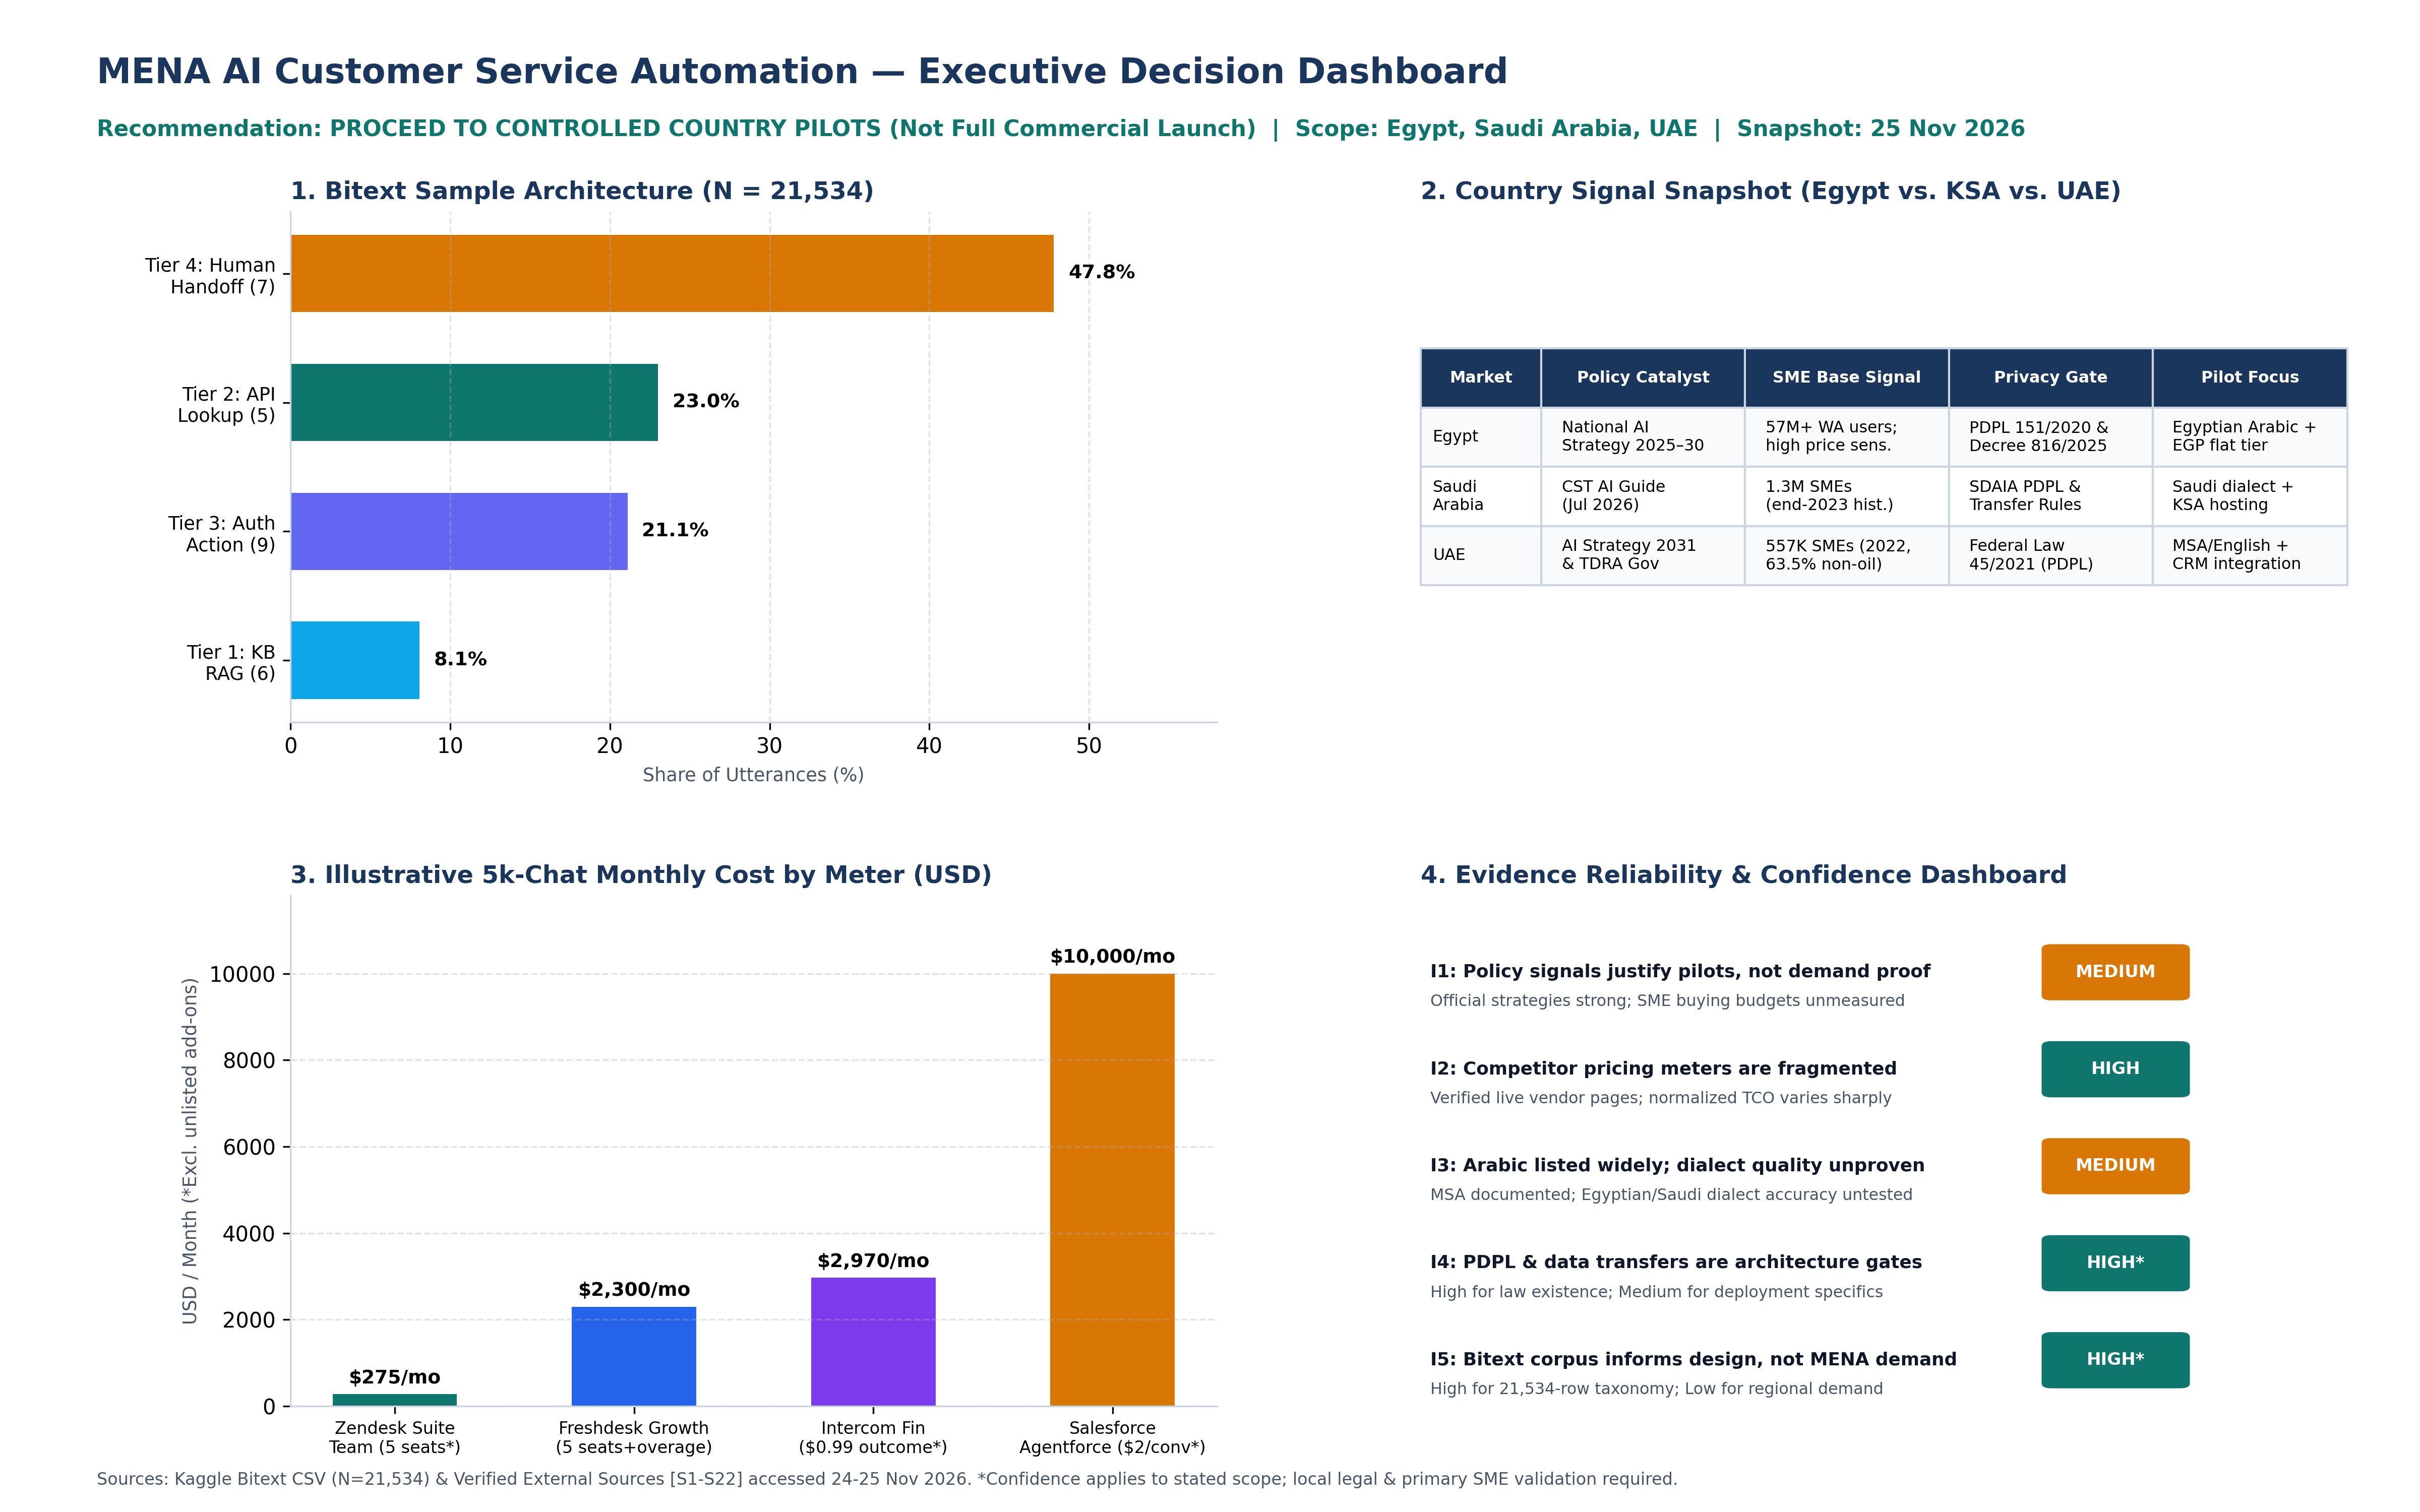 MENA AI Customer Service Automation — Executive Decision Dashboard
Recommendation: PROCEED TO CONTROLLED COUNTRY PILOTS (Not Full Commercial Launch) | Scope: Egypt, Saudi Arabia, UAE | Snapshot: 25 Nov 2026
1. Bitext Sample Architecture (N = 21,534)
Tier 4: Human
Handoff (7)
47.8%
Tier 2: API
Lookup (5)
23.0%
Tier 3: Auth
Action (9)
21.1%
Tier 1: KB
RAG (6)
8.1%
0 10 20 30 40 50
Share of Utterances (%)
2. Country Signal Snapshot (Egypt vs. KSA vs. UAE)
Market Policy Catalyst SME Base Signal Privacy Gate Pilot Focus
Egypt
National AI
Strategy 2025–30
57M+ WA users;
high price sens.
PDPL 151/2020 &
Decree 816/2025
Egyptian Arabic +
EGP flat tier
Saudi
Arabia
CST AI Guide
(Jul 2026)
1.3M SMEs
(end-2023 hist.)
SDAIA PDPL &
Transfer Rules
Saudi dialect +
KSA hosting
UAE
AI Strategy 2031
& TDRA Gov
557K SMEs (2022,
63.5% non-oil)
Federal Law
45/2021 (PDPL)
MSA/English +
CRM integration
3. Illustrative 5k-Chat Monthly Cost by Meter (USD)
USD / Month (*Excl. unlisted add-ons)
10000
8000
6000
4000
2000
0
$275/mo
$2,300/mo
$2,970/mo
$10,000/mo
Zendesk Suite
Team (5 seats*)
Freshdesk Growth
(5 seats+overage)
Intercom Fin
($0.99 outcome*)
Salesforce
Agentforce ($2/conv*)
4. Evidence Reliability & Confidence Dashboard
I1: Policy signals justify pilots, not demand proof
Official strategies strong; SME buying budgets unmeasured
MEDIUM
I2: Competitor pricing meters are fragmented
Verified live vendor pages; normalized TCO varies sharply
HIGH
I3: Arabic listed widely; dialect quality unproven
MSA documented; Egyptian/Saudi dialect accuracy untested
MEDIUM
I4: PDPL & data transfers are architecture gates
High for law existence; Medium for deployment specifics
HIGH*
I5: Bitext corpus informs design, not MENA demand
High for 21,534-row taxonomy; Low for regional demand
HIGH*
Sources: Kaggle Bitext CSV (N=21,534) & Verified External Sources [S1-S22] accessed 24-25 Nov 2026. *Confidence applies to stated scope; local legal & primary SME validation required.